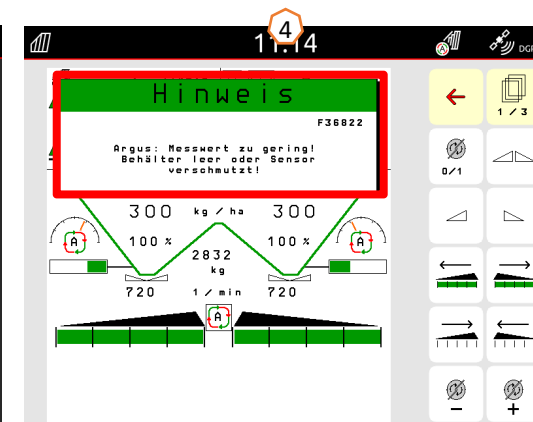 4
11:14
DGP
Hinweis
F36822
Argus: Messwert zu gering!
Behälter leer oder Sensor
verschmutzt!
1 / 3
0/1
300 kg / ha 300
A 100 % 100 % A
2832
kg
720 1 / min 720
A
- +